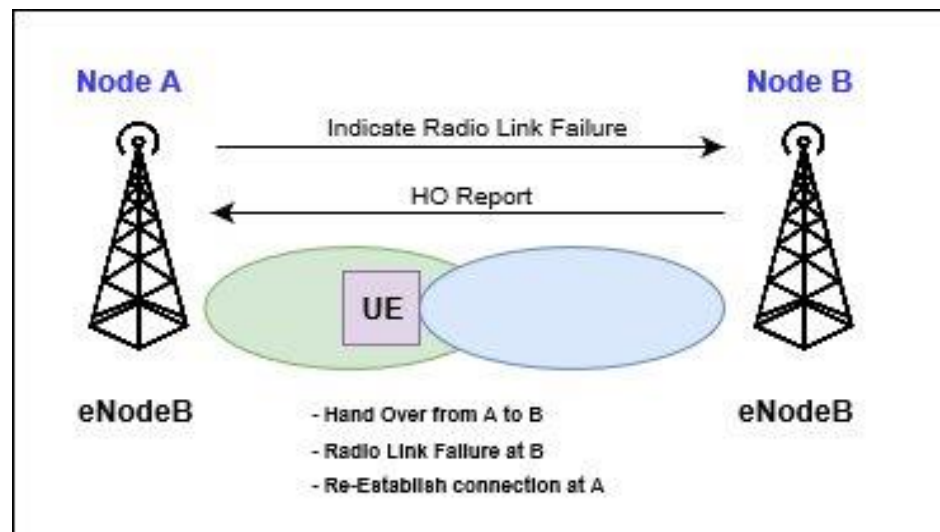 Node A
Node B
Indicate Radio Link Failure
HO Report
UE
eNodeB
eNodeB
- Hand Over from A to B
- Radio Link Failure at B
- Re-Establish connection at A